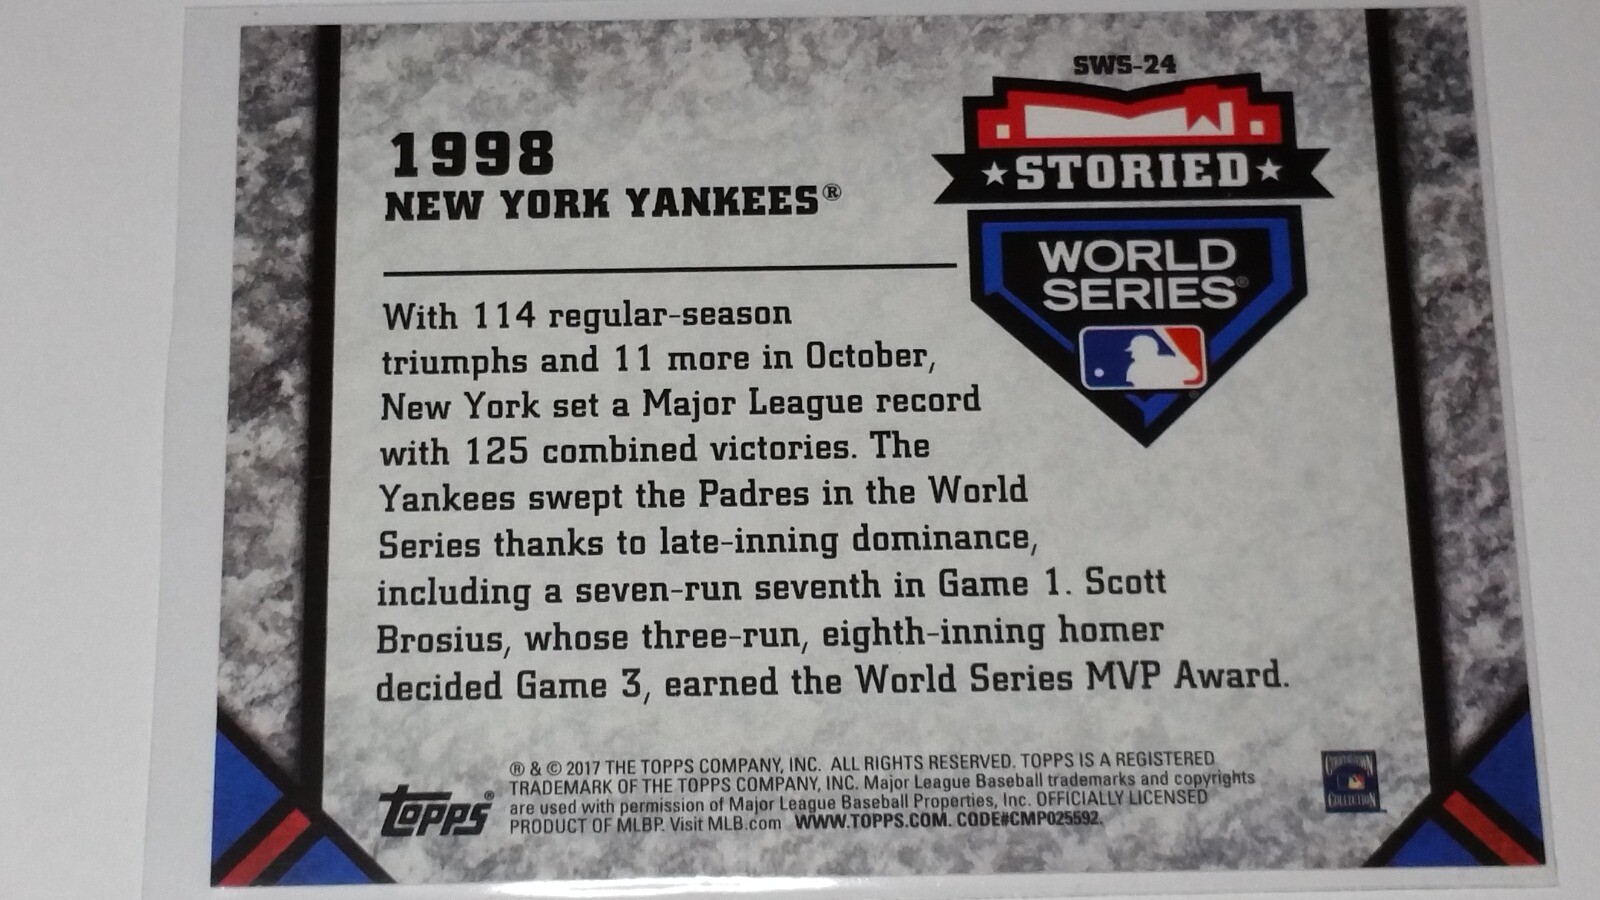 SWS-24
1998
NEW YORK YANKEES®
STORIED
WORLD
SERIES®
With 114 regular-season
triumphs and 11 more in October,
New York set a Major League record
with 125 combined victories. The
Yankees swept the Padres in the World
Series thanks to late-inning dominance,
including a seven-run seventh in Game 1. Scott
Brosius, whose three-run, eighth-inning homer
decided Game 3, earned the World Series MVP Award.
TOPPS®
® & © 2017 THE TOPPS COMPANY, INC. ALL RIGHTS RESERVED. TOPPS IS A REGISTERED
TRADEMARK OF THE TOPPS COMPANY, INC. Major League Baseball trademarks and copyrights
are used with permission of Major League Baseball Properties, Inc. OFFICIALLY LICENSED
PRODUCT OF MLBP. Visit MLB.com WWW.TOPPS.COM. CODE#CMP025592.
COOPERSTOWN
COLLECTION